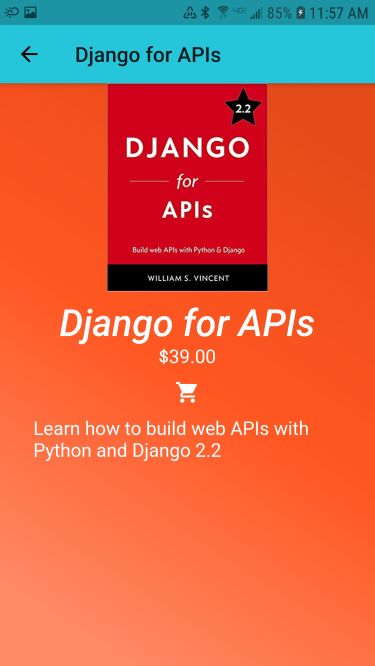 85% 11:57 AM
Django for APIs
2.2
DJANGO
for
APIs
Build web APIs with Python & Django
WILLIAM S. VINCENT
Django for APIs
$39.00
Learn how to build web APIs with
Python and Django 2.2